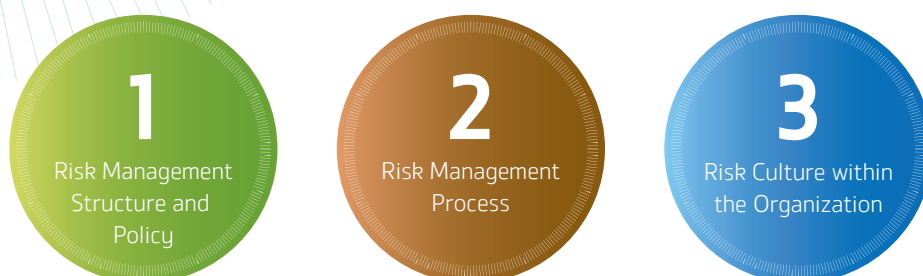 1
Risk Management
Structure and
Policy
2
Risk Management
Process
3
Risk Culture within
the Organization